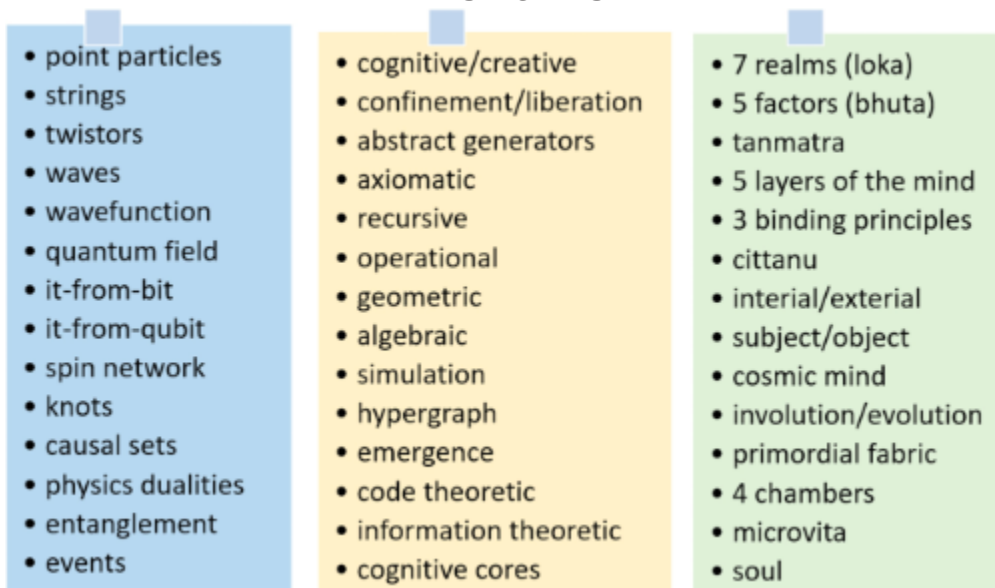 • point particles
• strings
• twistors
• waves
• wavefunction
• quantum field
• it-from-bit
• it-from-qubit
• spin network
• knots
• causal sets
• physics dualities
• entanglement
• events
• cognitive/creative
• confinement/liberation
• abstract generators
• axiomatic
• recursive
• operational
• geometric
• algebraic
• simulation
• hypergraph
• emergence
• code theoretic
• information theoretic
• cognitive cores
• 7 realms (loka)
• 5 factors (bhuta)
• tanmatra
• 5 layers of the mind
• 3 binding principles
• cittanu
• interial/exterial
• subject/object
• cosmic mind
• involution/evolution
• primordial fabric
• 4 chambers
• microvita
• soul